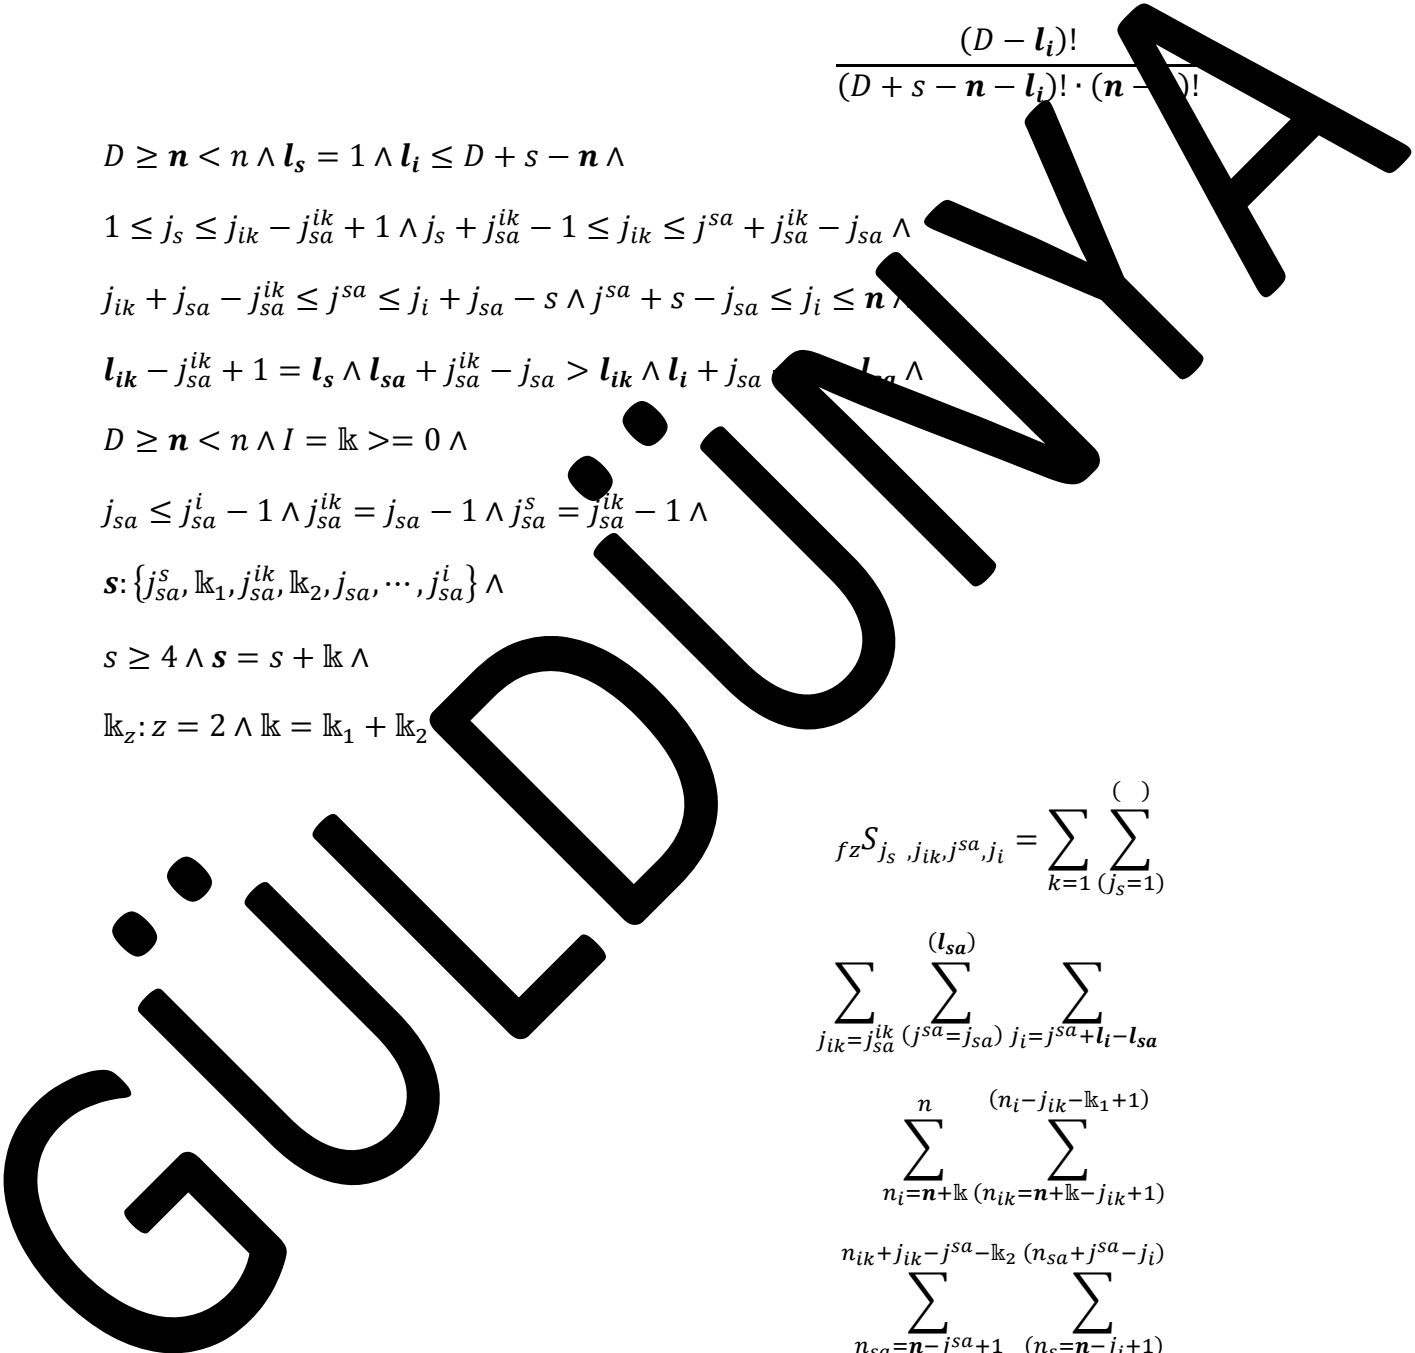 (D − l_i)!
(D + s − n − l_i)! · (n − )!
D ≥ n < n ∧ l_s = 1 ∧ l_i ≤ D + s − n ∧
1 ≤ j_s ≤ j_ik − j_sa^ik + 1 ∧ j_s + j_sa^ik − 1 ≤ j_ik ≤ j^sa + j_sa^ik − j_sa ∧
j_ik + j_sa − j_sa^ik ≤ j^sa ≤ j_i + j_sa − s ∧ j^sa + s − j_sa ≤ j_i ≤ n ∧
l_ik − j_sa^ik + 1 = l_s ∧ l_sa + j_sa^ik − j_sa > l_ik ∧ l_i + j_sa l_sa ∧
D ≥ n < n ∧ I = 𝕜 >= 0 ∧
j_sa ≤ j_sa^i − 1 ∧ j_sa^ik = j_sa − 1 ∧ j_sa^s = j_sa^ik − 1 ∧
s: {j_sa^s, 𝕜_1, j_sa^ik, 𝕜_2, j_sa, ⋯ , j_sa^i} ∧
s ≥ 4 ∧ s = s + 𝕜 ∧
𝕜_z: z = 2 ∧ 𝕜 = 𝕜_1 + 𝕜_2
GÜLDÜNYA
( )
fzS_{j_s ,j_ik,j^sa,j_i} = ∑ ∑
k=1 (j_s=1)
(l_sa)
∑ ∑ ∑
j_ik=j_sa^ik (j^sa=j_sa) j_i=j^sa+l_i−l_sa
n (n_i−j_ik−𝕜_1+1)
∑ ∑
n_i=n+𝕜 (n_ik=n+𝕜−j_ik+1)
n_ik+j_ik−j^sa−𝕜_2 (n_sa+j^sa−j_i)
∑ ∑
n_sa=n−j^sa+1 (n_s=n−j_i+1)